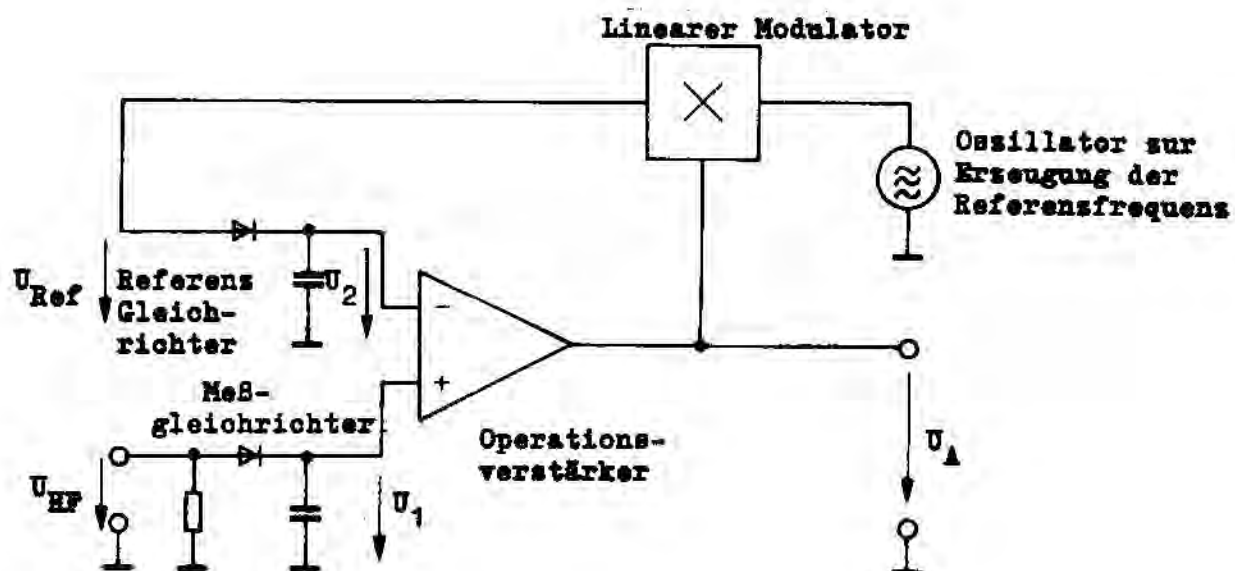 Linearer Modulator
Oszillator zur
Erzeugung der
Referenzfrequenz
U_Ref
Referenz
Gleich-
richter
U_2
-
+
Meß-
gleichrichter
Operations-
verstärker
U_HF
U_1
U_A